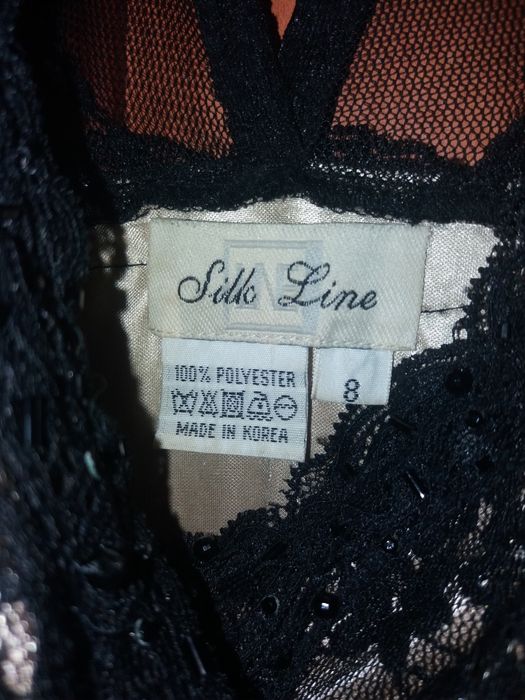 Silk Line
100% POLYESTER
MADE IN KOREA
8